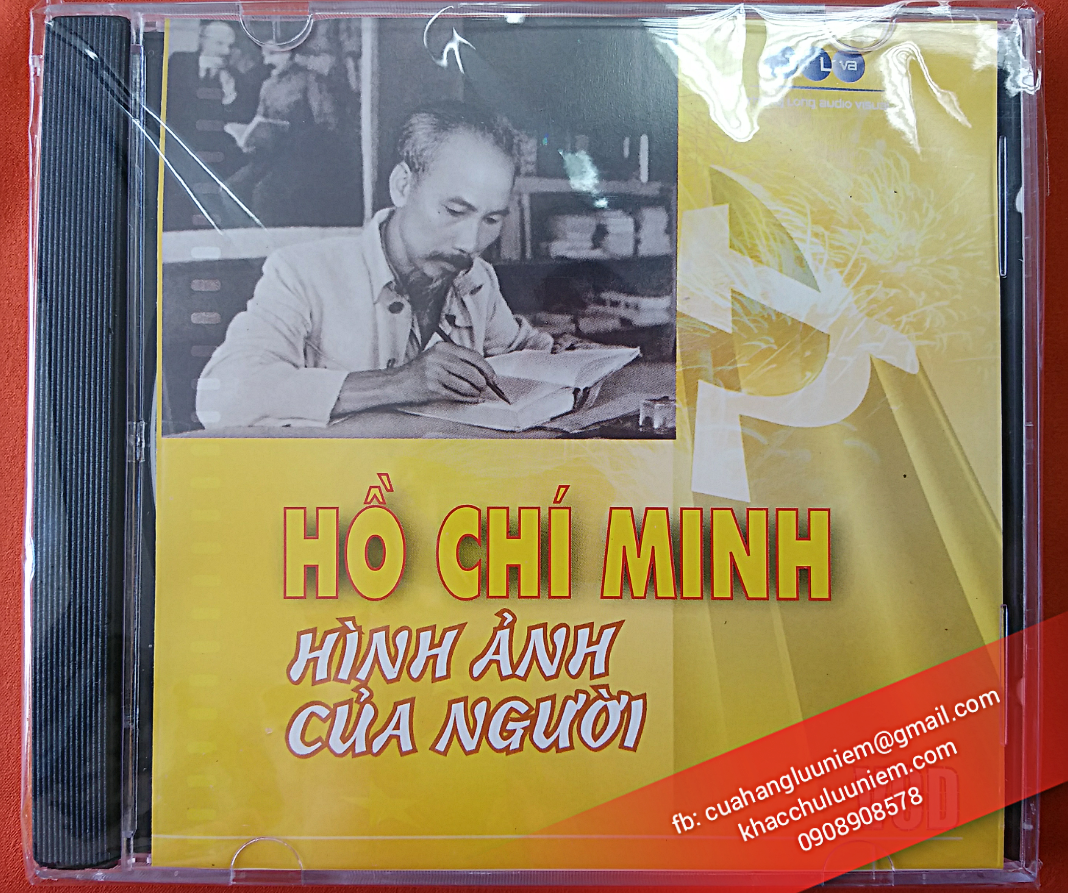 HỒ CHÍ MINH
HÌNH ẢNH
CỦA NGƯỜI
fb: cuahangluuniem@gmail.com
khacchuluuniem.com
0908908578